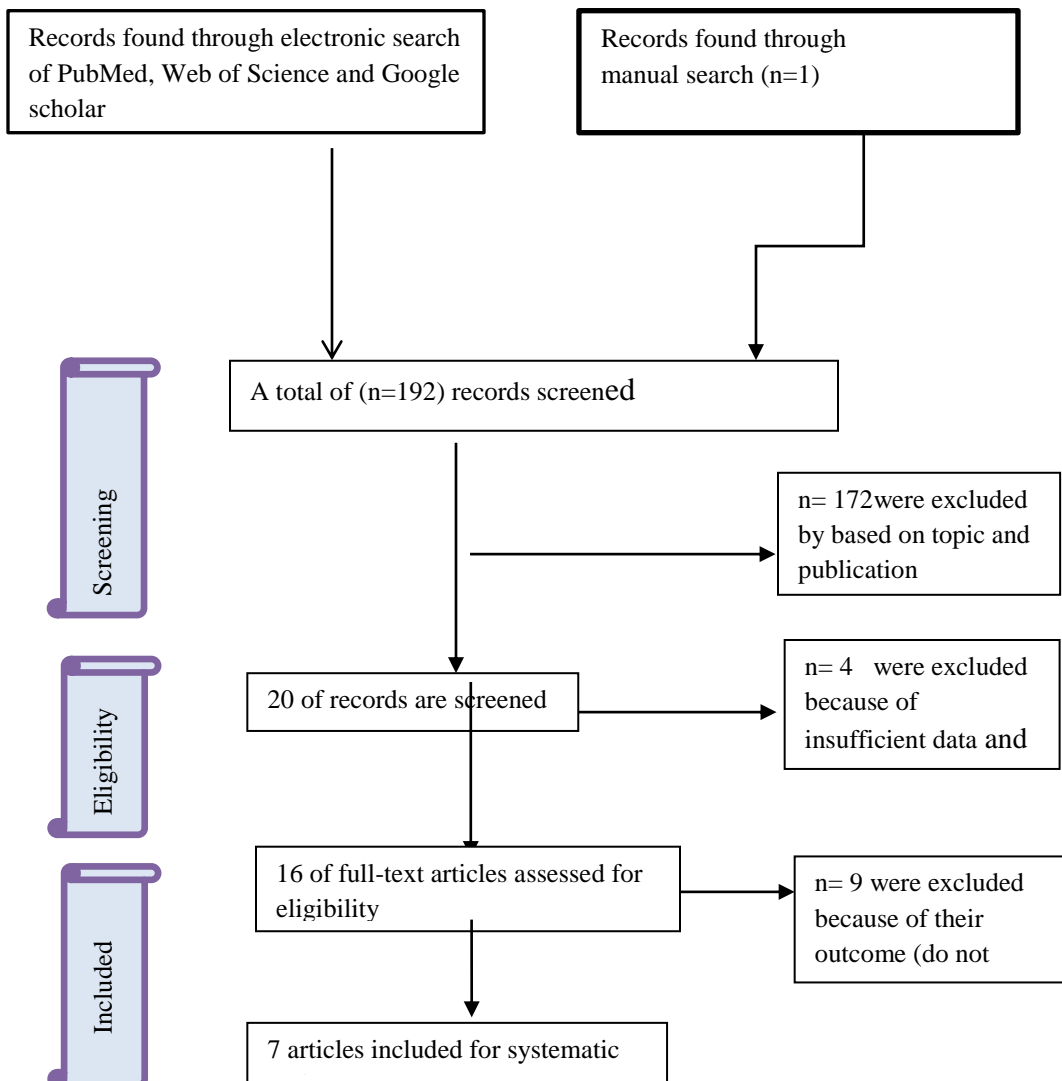 Records found through electronic search
of PubMed, Web of Science and Google
scholar
Records found through
manual search (n=1)
A total of (n=192) records screened
Screening
n= 172were excluded
by based on topic and
publication
Eligibility
20 of records are screened
n= 4 were excluded
because of
insufficient data and
Included
16 of full-text articles assessed for
eligibility
n= 9 were excluded
because of their
outcome (do not
7 articles included for systematic